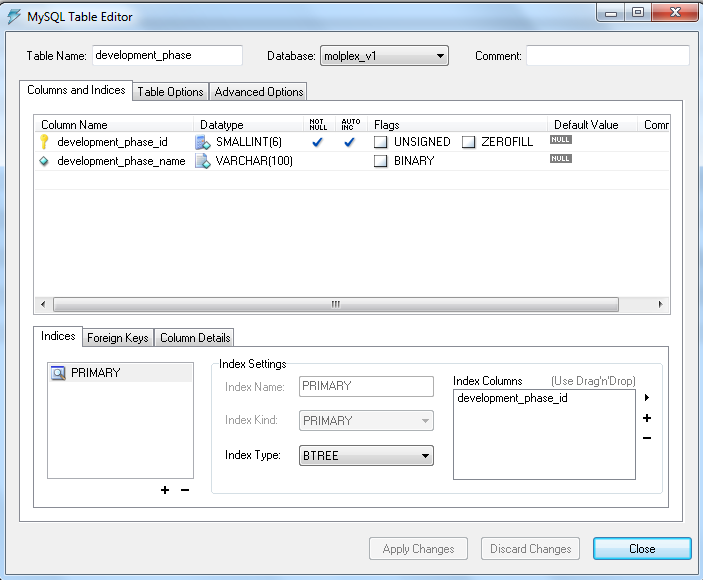 MySQL Table Editor
Table Name: development_phase Database: molplex_v1 Comment:
Columns and Indices Table Options Advanced Options
Column Name Datatype NOT NULL AUTO INC Flags Default Value Comm
development_phase_id SMALLINT(6) UNSIGNED ZEROFILL NULL
development_phase_name VARCHAR(100) BINARY NULL
Indices Foreign Keys Column Details
PRIMARY
Index Settings
Index Name: PRIMARY
Index Kind: PRIMARY
Index Type: BTREE
Index Columns (Use Drag'n'Drop)
development_phase_id
Apply Changes Discard Changes Close